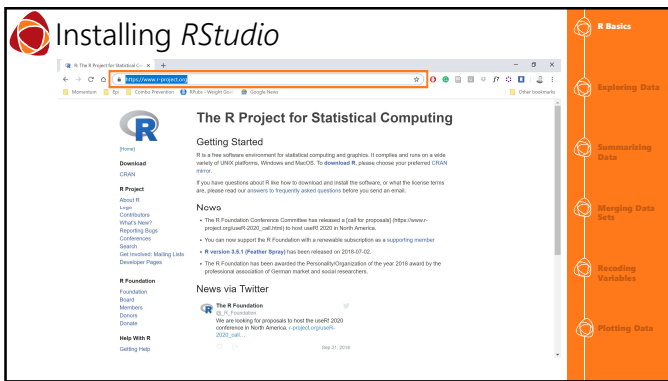 Installing RStudio
R: The R Project for Statistical Co
https://www.r-project.org
Momentum
Epi
Combo Prevention
RPubs - Weight Gain
Google News
Other bookmarks
[Home]
Download
CRAN
R Project
About R
Logo
Contributors
What's New?
Reporting Bugs
Conferences
Search
Get Involved: Mailing Lists
Developer Pages
R Foundation
Foundation
Board
Members
Donors
Donate
Help With R
Getting Help
The R Project for Statistical Computing
Getting Started
R is a free software environment for statistical computing and graphics. It compiles and runs on a wide
variety of UNIX platforms, Windows and MacOS. To download R, please choose your preferred CRAN
mirror.
If you have questions about R like how to download and install the software, or what the license terms
are, please read our answers to frequently asked questions before you send an email.
News
• The R Foundation Conference Committee has released a [call for proposals] (https://www.r-
project.org/useR-2020_call.html) to host useR! 2020 in North America.
• You can now support the R Foundation with a renewable subscription as a supporting member
• R version 3.5.1 (Feather Spray) has been released on 2018-07-02.
• The R Foundation has been awarded the Personality/Organization of the year 2018 award by the
professional association of German market and social researchers.
News via Twitter
The R Foundation
@_R_Foundation
We are looking for proposals to host the useR! 2020
conference in North America, r-project.org/useR-
2020_call…
Sep 21, 2018
R Basics
Exploring Data
Summarizing
Data
Merging Data
Sets
Recoding
Variables
Plotting Data